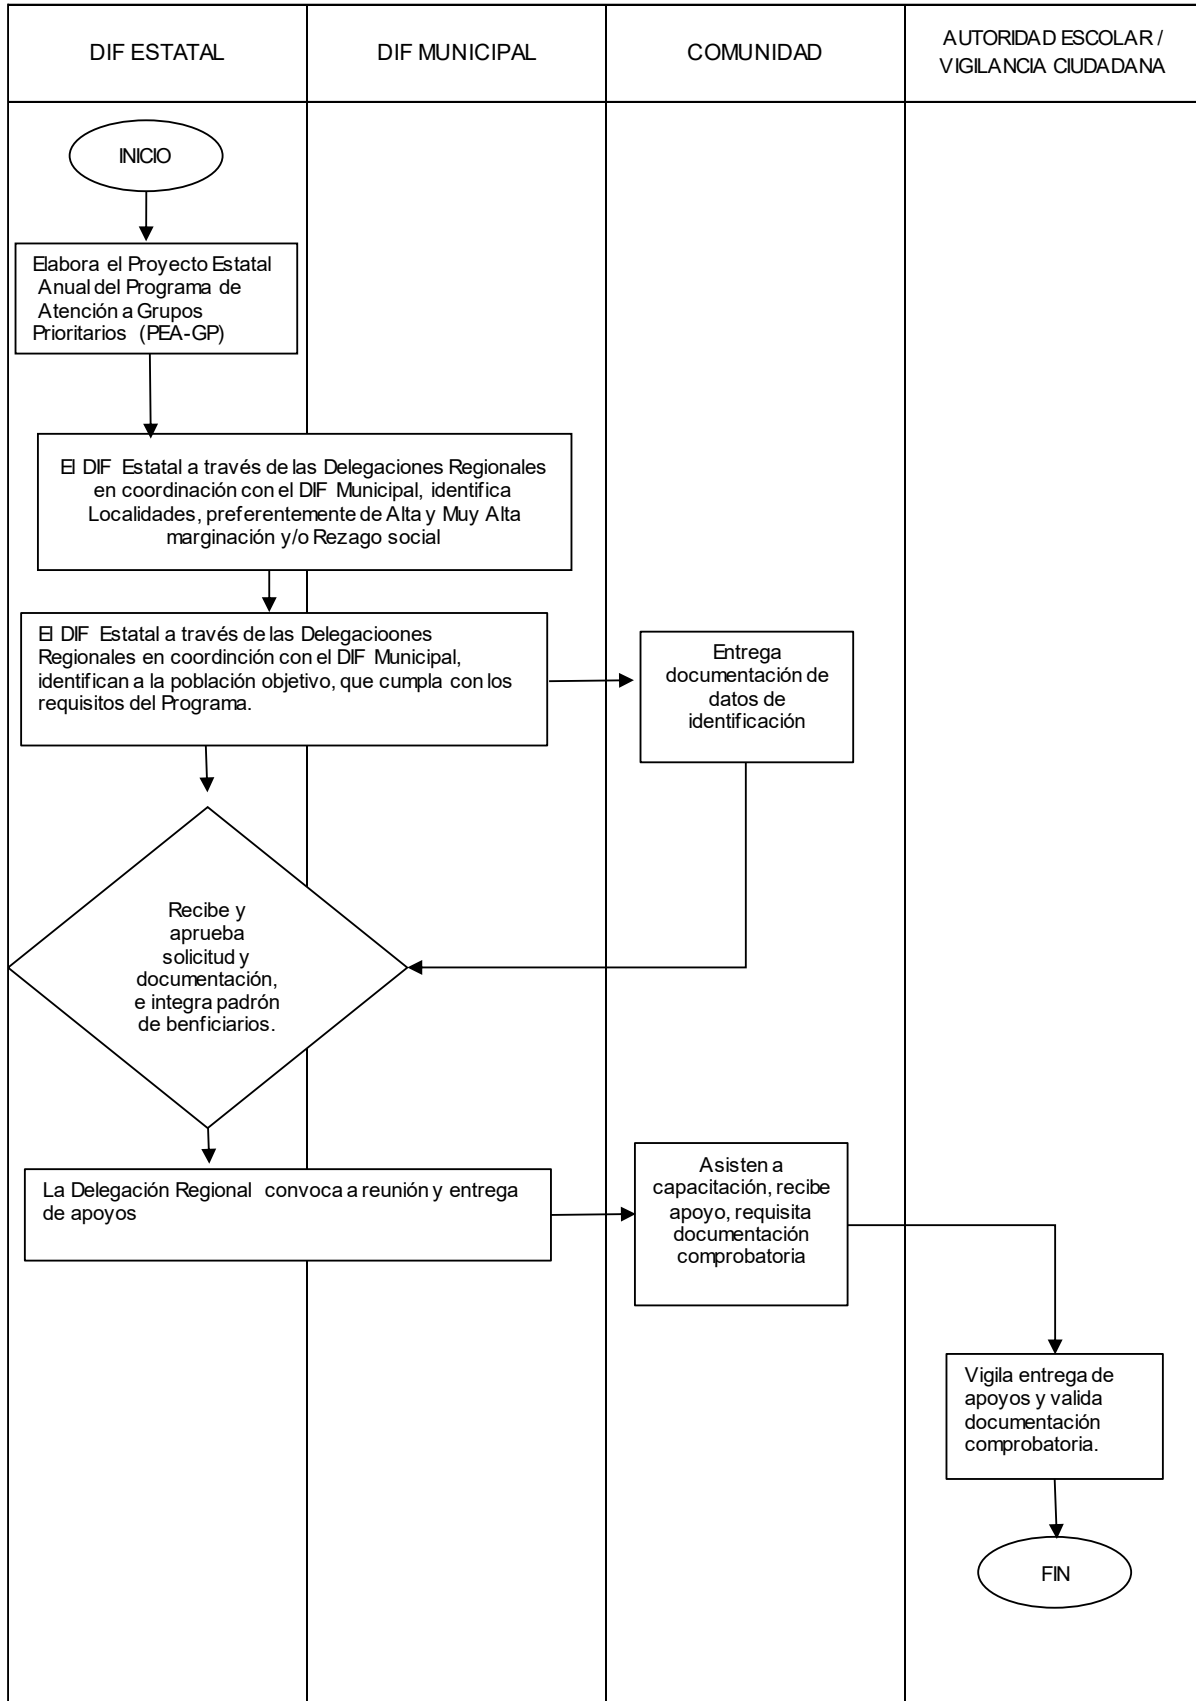 DIF ESTATAL
DIF MUNICIPAL
COMUNIDAD
AUTORIDAD ESCOLAR /
VIGILANCIA CIUDADANA
INICIO
Elabora el Proyecto Estatal
Anual del Programa de
Atención a Grupos
Prioritarios (PEA-GP)
El DIF Estatal a través de las Delegaciones Regionales
en coordinación con el DIF Municipal, identifica
Localidades, preferentemente de Alta y Muy Alta
marginación y/o Rezago social
El DIF Estatal a través de las Delegacioones
Regionales en coordinción con el DIF Municipal,
identifican a la población objetivo, que cumpla con los
requisitos del Programa.
Entrega
documentación de
datos de
identificación
Recibe y
aprueba
solicitud y
documentación,
e integra padrón
de benficiarios.
La Delegación Regional convoca a reunión y entrega
de apoyos
Asisten a
capacitación, recibe
apoyo, requisita
documentación
comprobatoria
Vigila entrega de
apoyos y valida
documentación
comprobatoria.
FIN